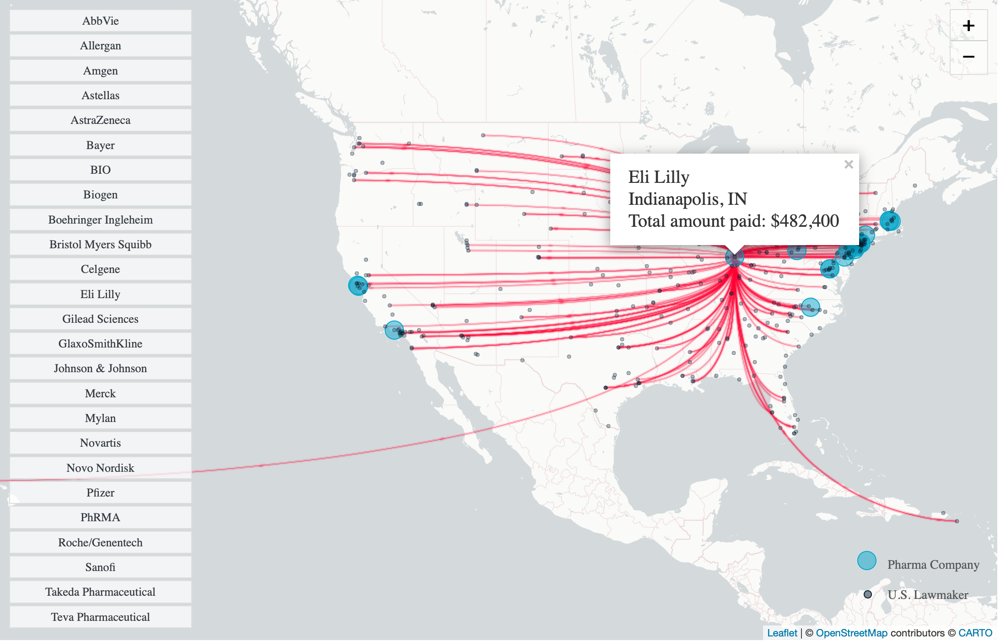 AbbVie
Allergan
Amgen
Astellas
AstraZeneca
Bayer
BIO
Biogen
Boehringer Ingleheim
Bristol Myers Squibb
Celgene
Eli Lilly
Gilead Sciences
GlaxoSmithKline
Johnson & Johnson
Merck
Mylan
Novartis
Novo Nordisk
Pfizer
PhRMA
Roche/Genentech
Sanofi
Takeda Pharmaceutical
Teva Pharmaceutical
+
−
×
Eli Lilly
Indianapolis, IN
Total amount paid: $482,400
Pharma Company
U.S. Lawmaker
Leaflet | © OpenStreetMap contributors © CARTO